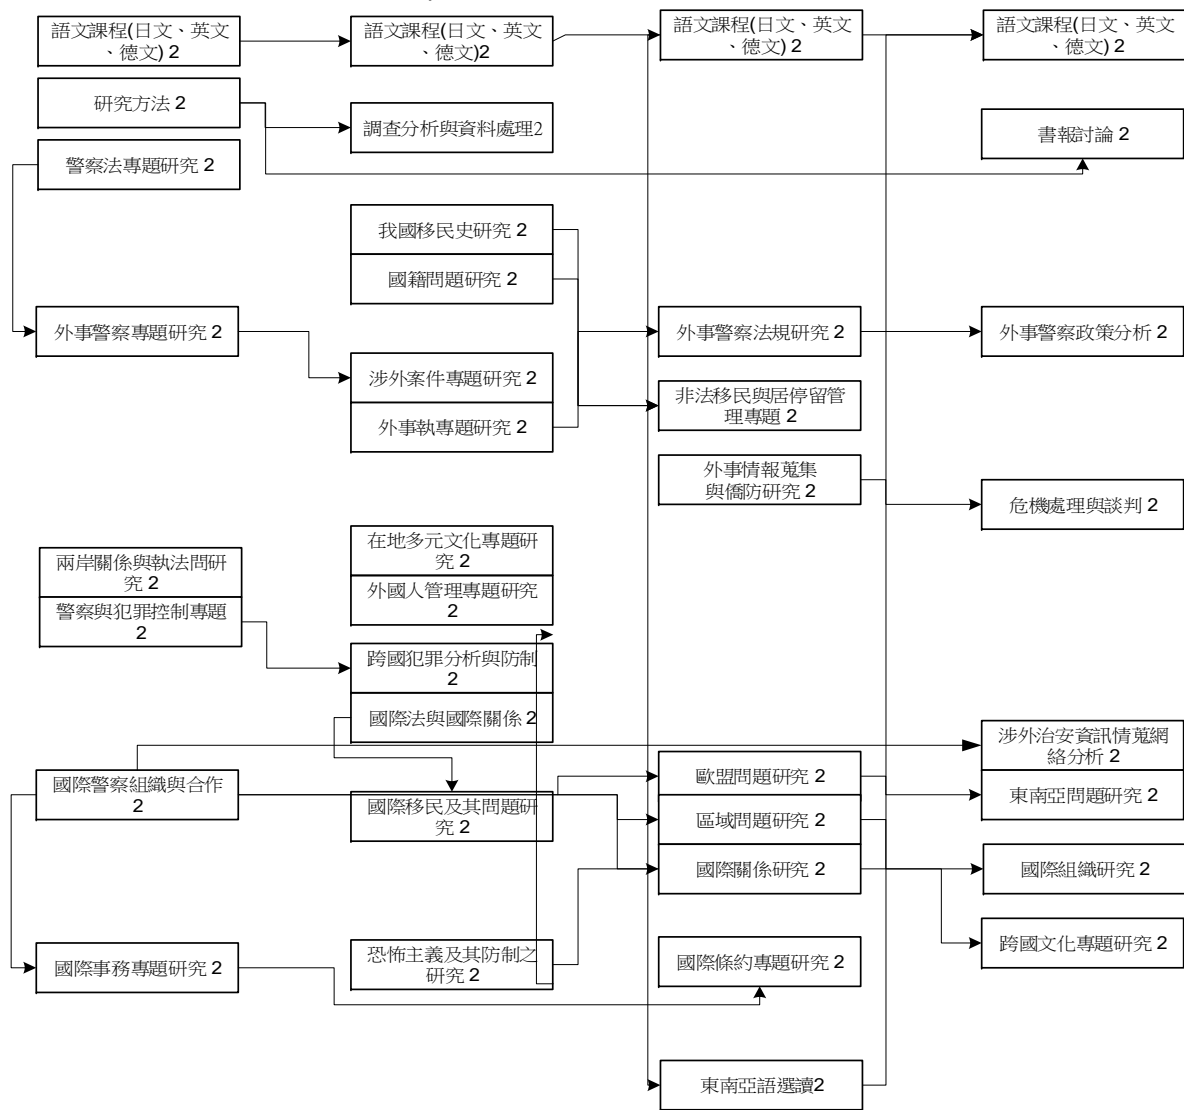 語文課程(日文、英文
、德文) 2
語文課程(日文、英文
、德文)2
語文課程(日文、英文
、德文) 2
語文課程(日文、英文
、德文) 2
研究方法 2
調查分析與資料處理2
書報討論 2
警察法專題研究 2
我國移民史研究 2
國籍問題研究 2
外事警察專題研究 2
外事警察法規研究 2
外事警察政策分析 2
涉外案件專題研究 2
外事執專題研究 2
非法移民與居停留管
理專題 2
外事情報蒐集
與僑防研究 2
危機處理與談判 2
兩岸關係與執法問研
究 2
警察與犯罪控制專題
2
在地多元文化專題研
究 2
外國人管理專題研究
2
跨國犯罪分析與防制
2
國際法與國際關係 2
涉外治安資訊情蒐網
絡分析 2
國際警察組織與合作
2
國際移民及其問題研
究 2
歐盟問題研究 2
東南亞問題研究 2
區域問題研究 2
國際關係研究 2
國際組織研究 2
跨國文化專題研究 2
國際事務專題研究 2
恐怖主義及其防制之
研究 2
國際條約專題研究 2
東南亞語選讀2